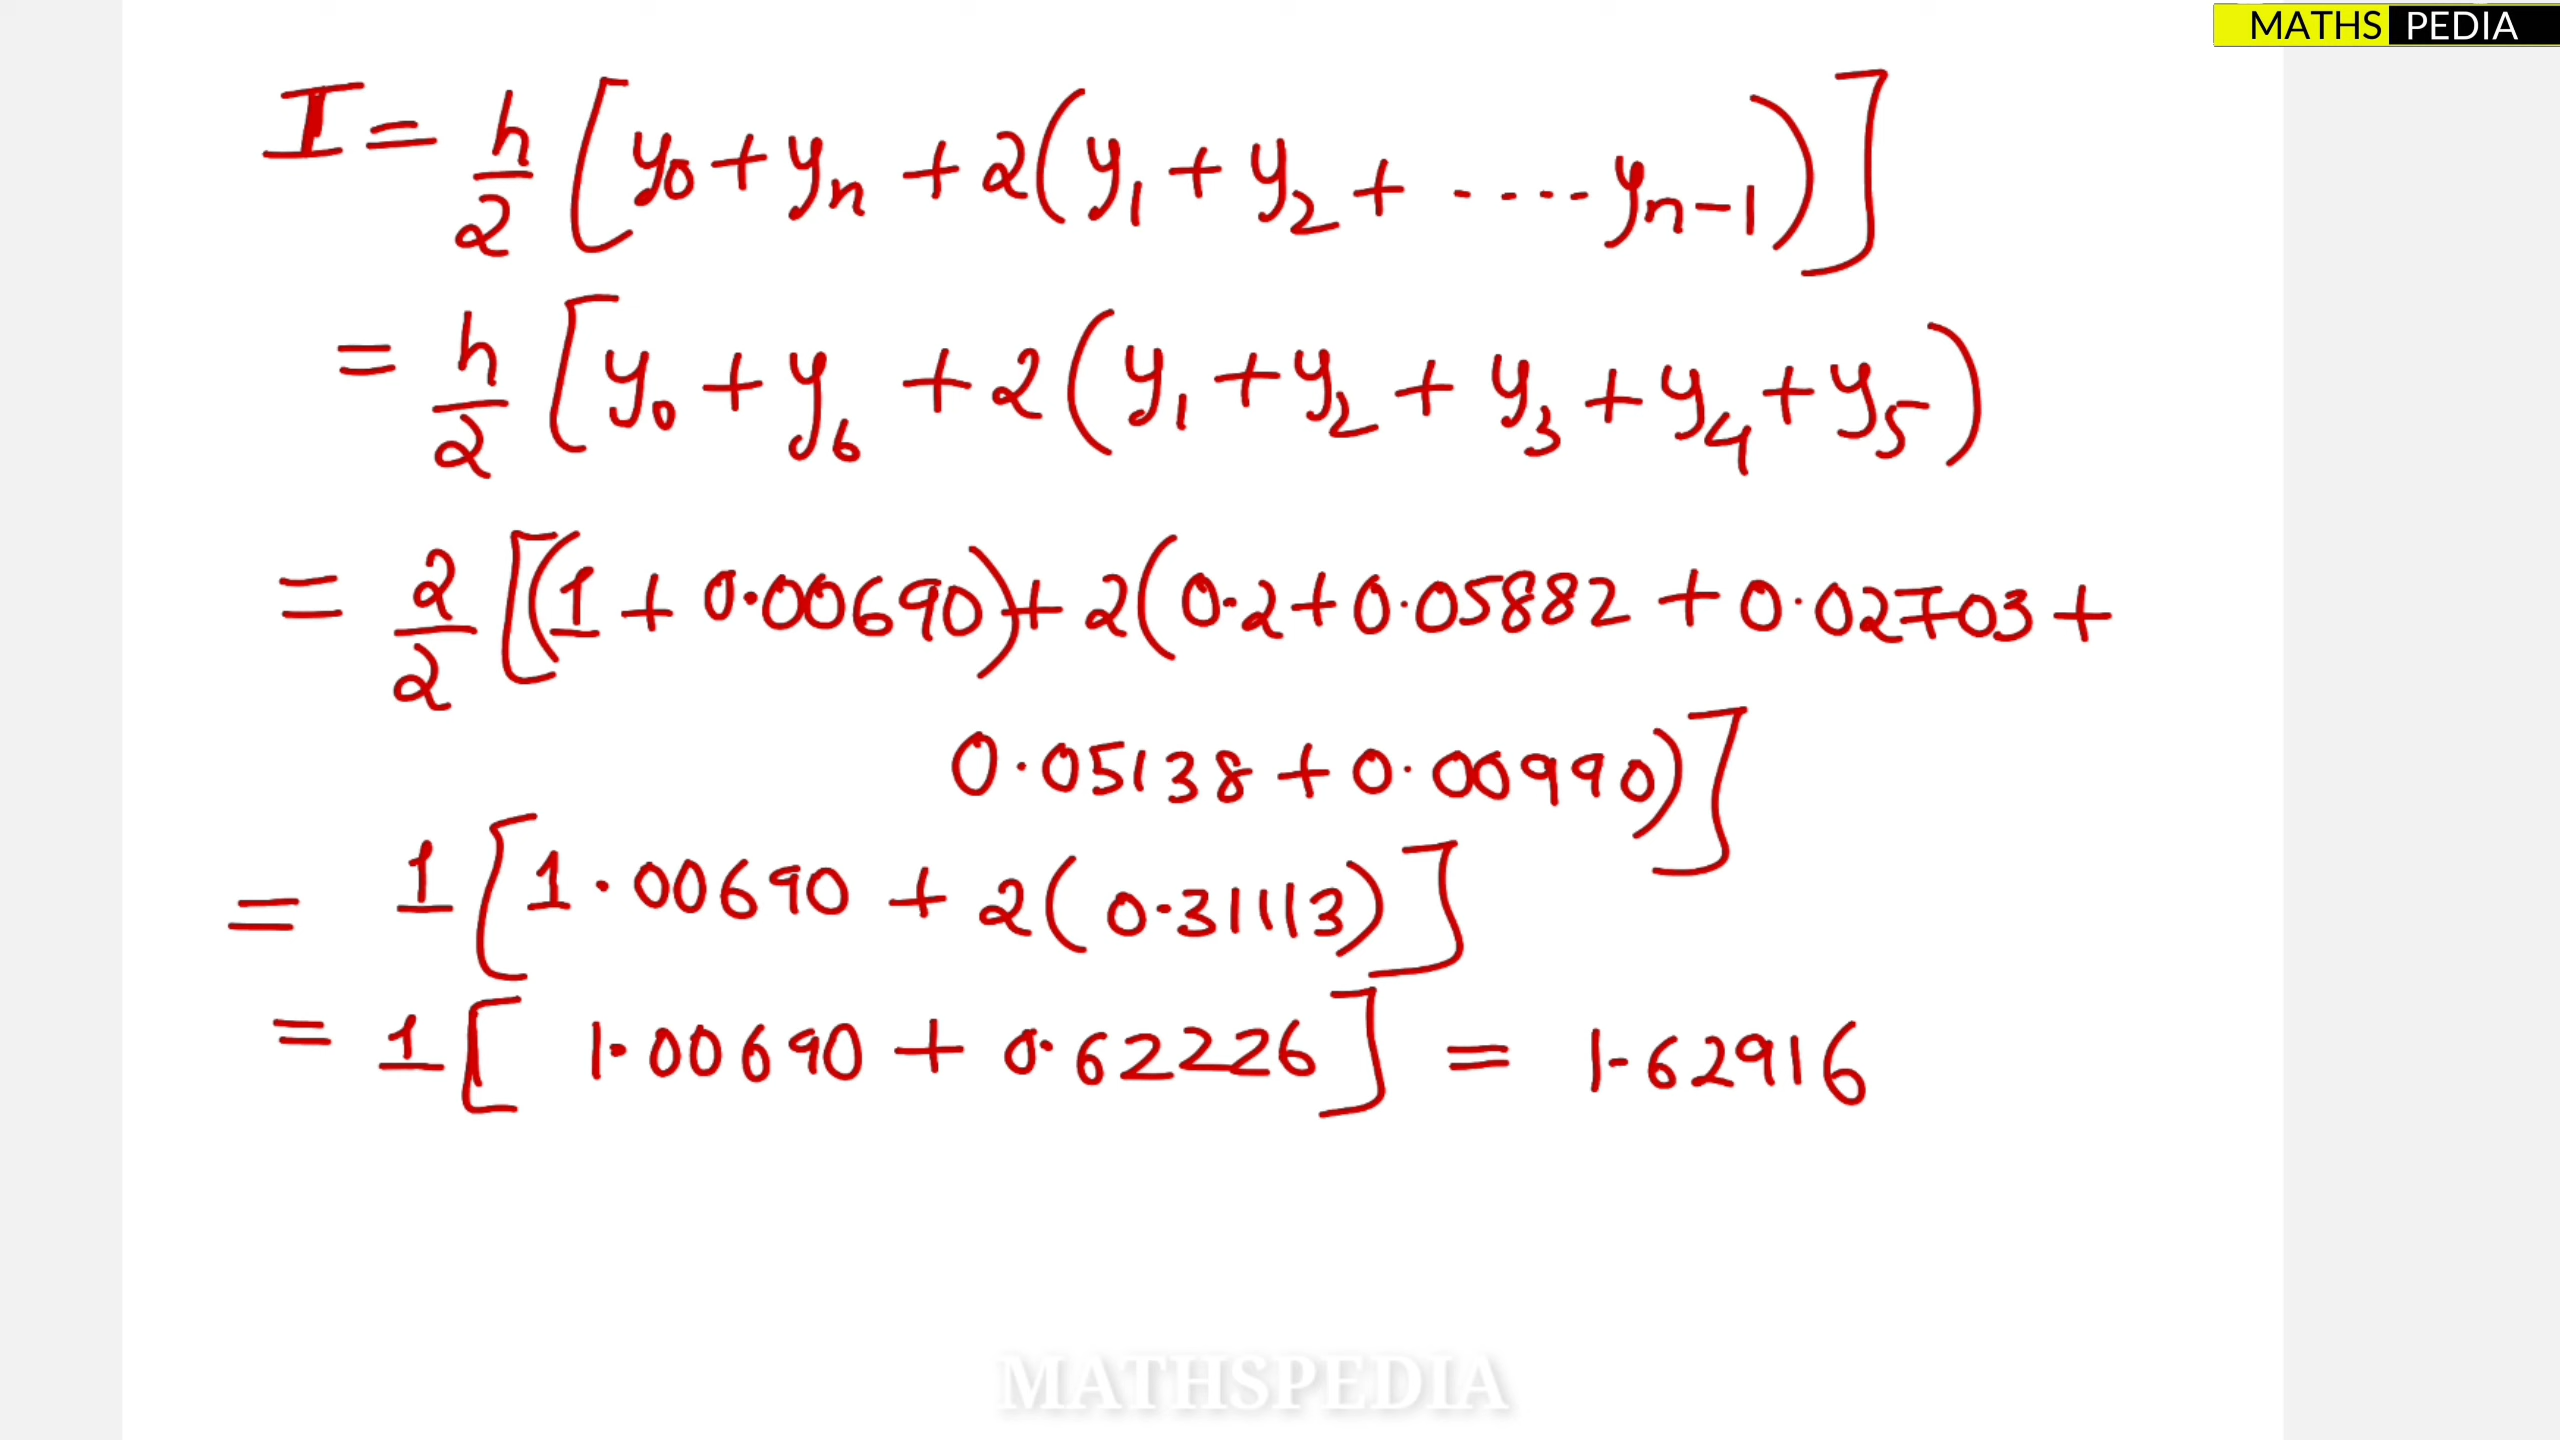 MATHS PEDIA
I = h/2 [y₀ + yₙ + 2(y₁ + y₂ + ..... yₙ₋₁)]
= h/2 [y₀ + y₆ + 2(y₁ + y₂ + y₃ + y₄ + y₅)
= 2/2 [(1 + 0.00690) + 2(0.2 + 0.05882 + 0.02703 +
0.05138 + 0.00990)]
= 1 [1.00690 + 2(0.31113)]
= 1 [1.00690 + 0.62226] = 1.62916
MATHSPEDIA